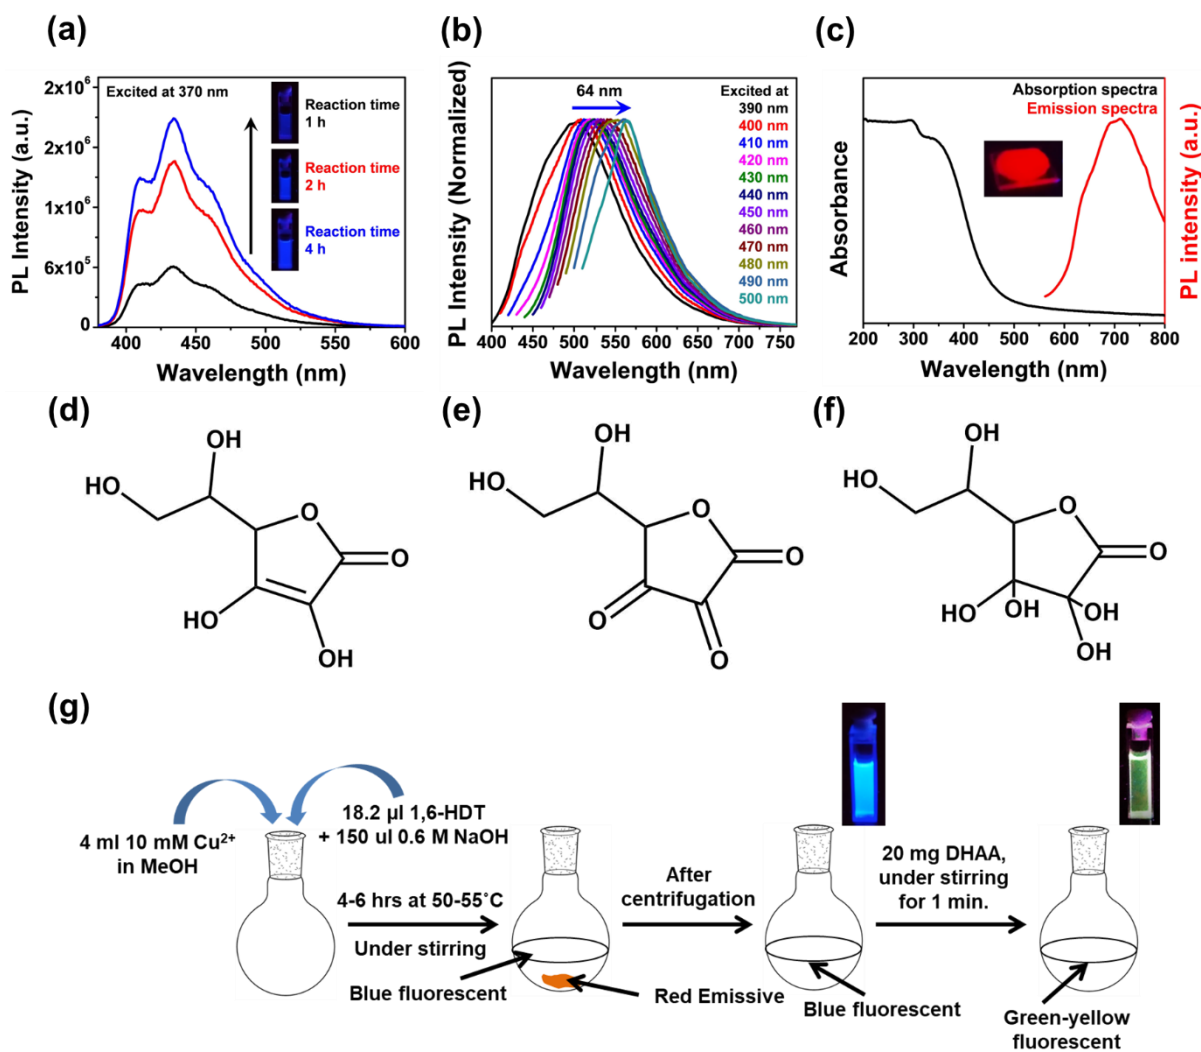 (a)
2x10⁶
2x10⁶
1x10⁶
6x10⁵
0
PL Intensity (a.u.)
Excited at 370 nm
Reaction time
1 h
Reaction time
2 h
Reaction time
4 h
400
450
500
550
600
Wavelength (nm)
(b)
PL Intensity (Normalized)
64 nm
Excited at
390 nm
400 nm
410 nm
420 nm
430 nm
440 nm
450 nm
460 nm
470 nm
480 nm
490 nm
500 nm
400 450 500 550 600 650 700 750
Wavelength (nm)
(c)
Absorbance
Absorption spectra
Emission spectra
PL intensity (a.u.)
200 300 400 500 600 700 800
Wavelength (nm)
(d)
OH
HO
O
O
HO
OH
(e)
OH
HO
O
O
O
O
(f)
OH
HO
O
O
HO
OH
OH
OH
(g)
4 ml 10 mM Cu²⁺
in MeOH
18.2 µl 1,6-HDT
+ 150 ul 0.6 M NaOH
4-6 hrs at 50-55˚C
Under stirring
Blue fluorescent
Red Emissive
After
centrifugation
Blue fluorescent
20 mg DHAA,
under stirring
for 1 min.
Green-yellow
fluorescent